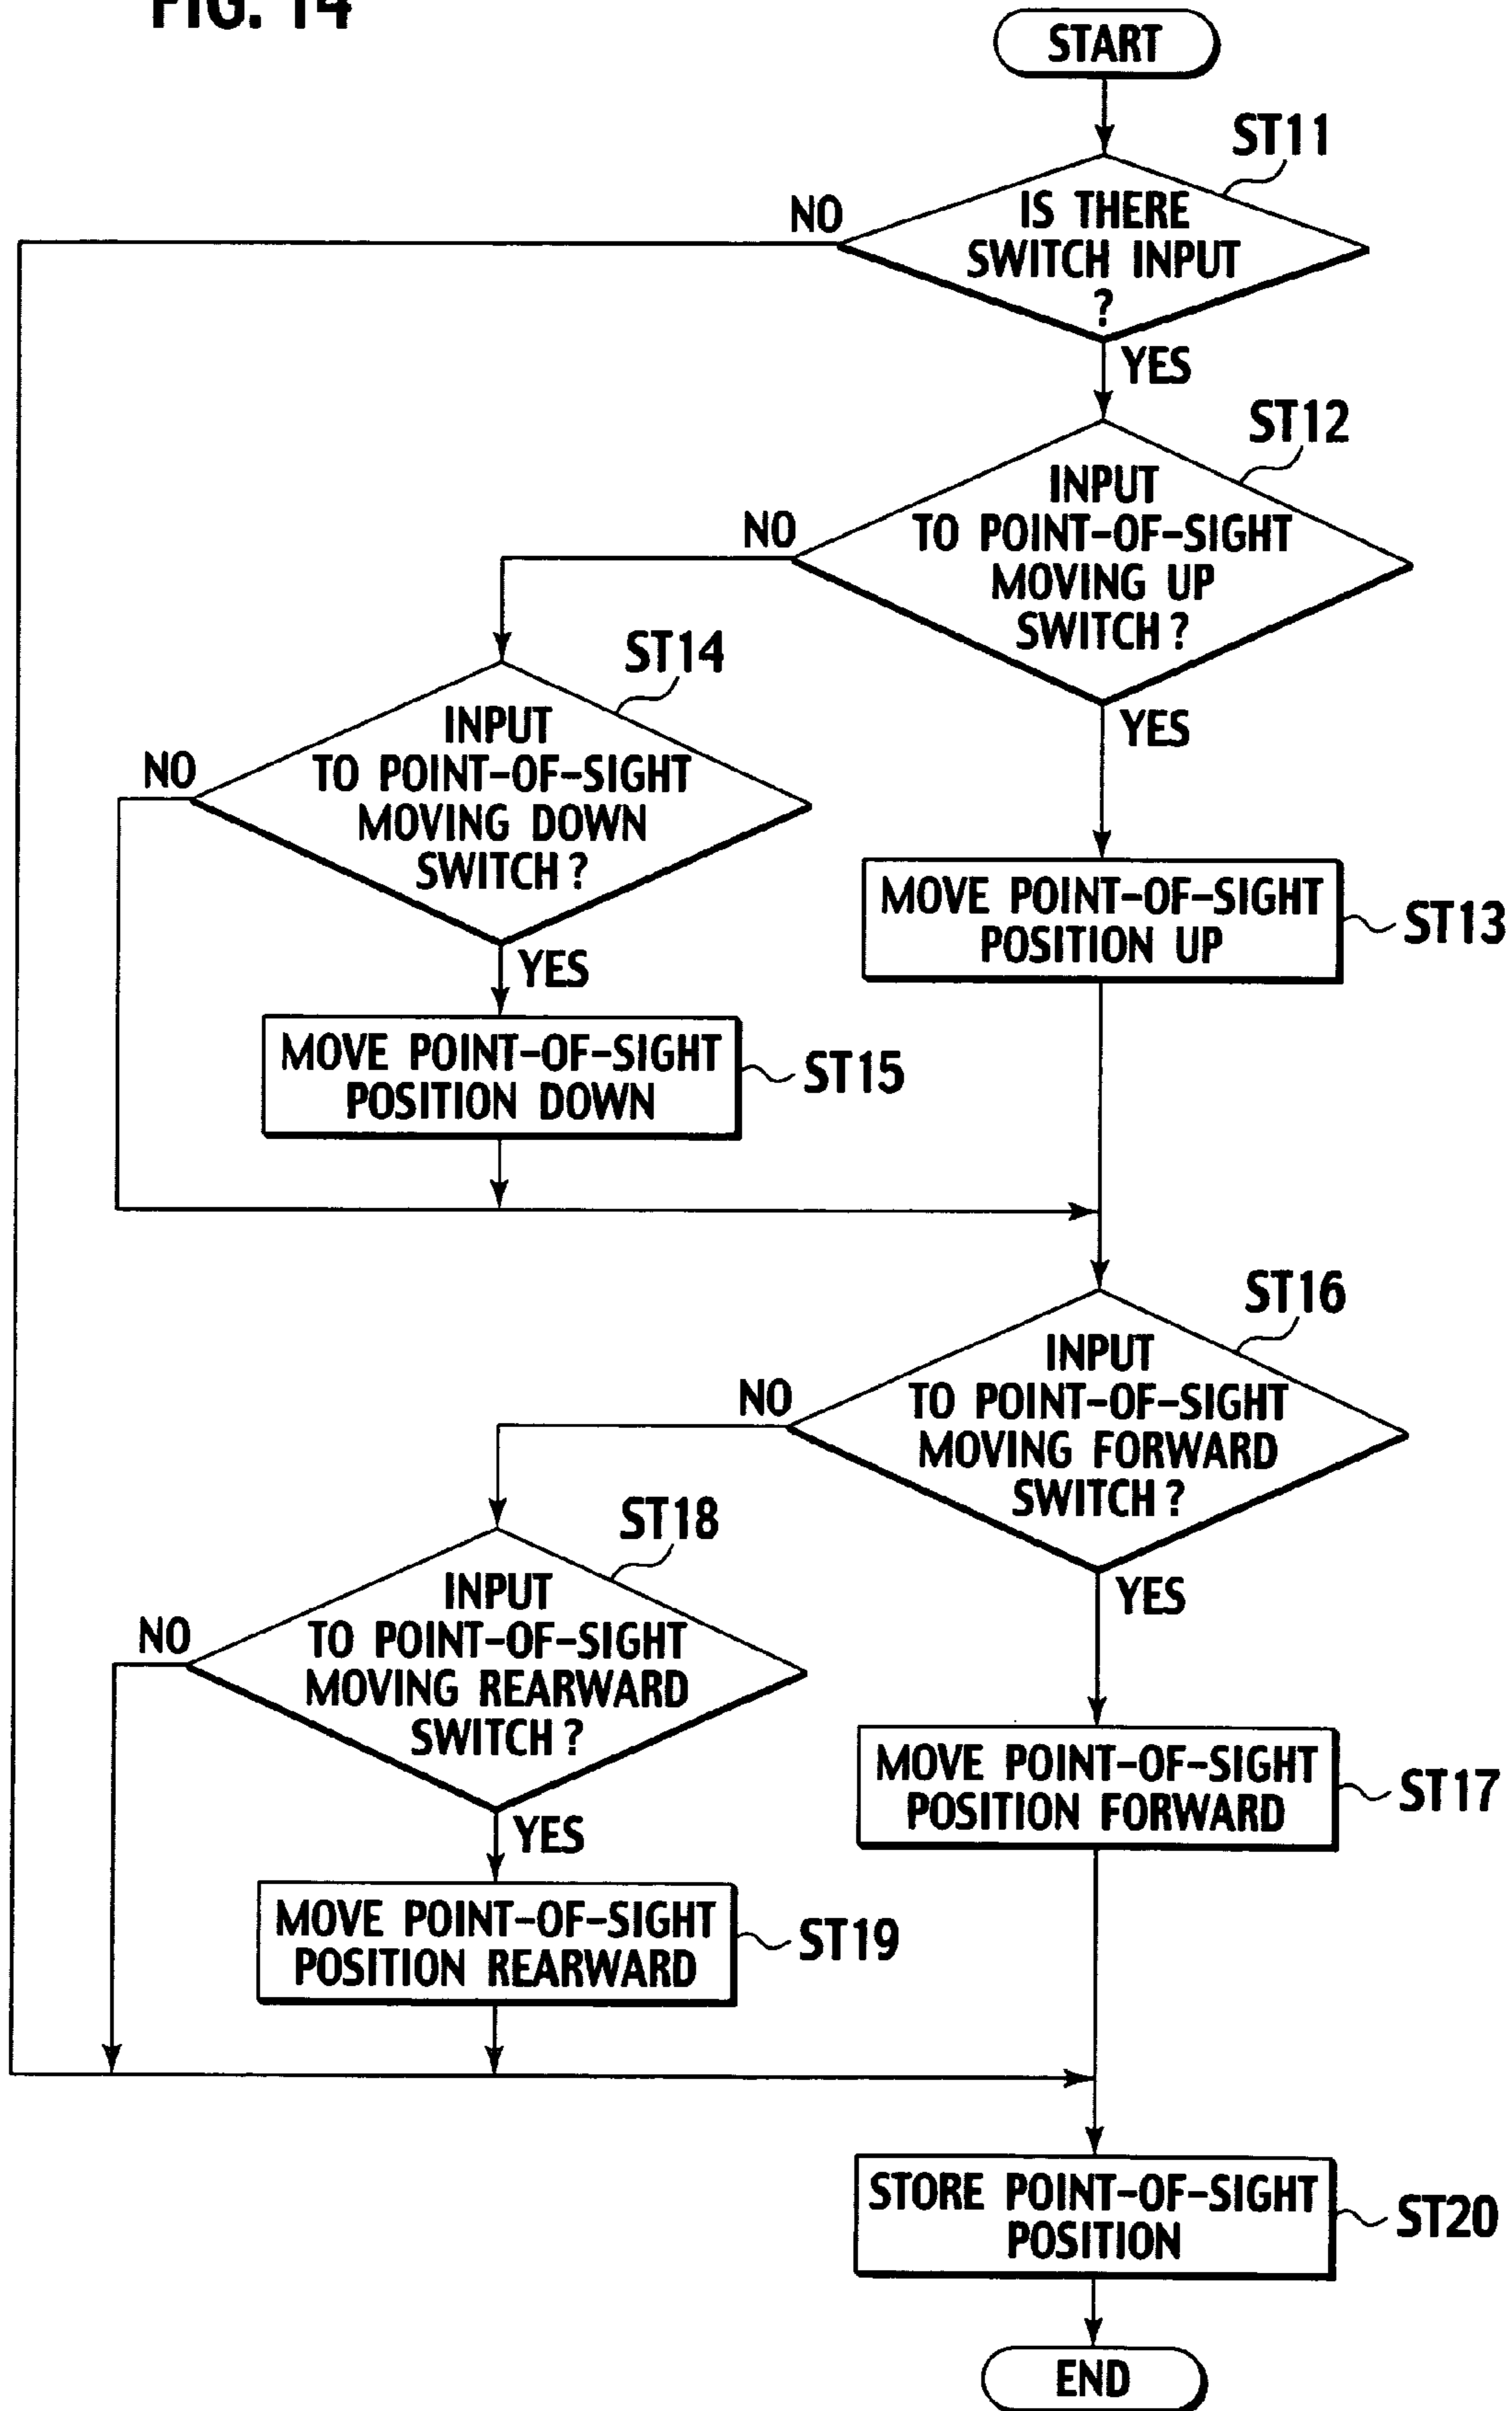 FIG. 14
START
ST11
IS THERE
SWITCH INPUT
?
NO
YES
ST12
INPUT
TO POINT-OF-SIGHT
MOVING UP
SWITCH?
NO
YES
ST14
INPUT
TO POINT-OF-SIGHT
MOVING DOWN
SWITCH?
NO
YES
MOVE POINT-OF-SIGHT
POSITION UP
ST13
MOVE POINT-OF-SIGHT
POSITION DOWN
ST15
ST16
INPUT
TO POINT-OF-SIGHT
MOVING FORWARD
SWITCH?
NO
YES
ST18
INPUT
TO POINT-OF-SIGHT
MOVING REARWARD
SWITCH?
NO
YES
MOVE POINT-OF-SIGHT
POSITION FORWARD
ST17
MOVE POINT-OF-SIGHT
POSITION REARWARD
ST19
STORE POINT-OF-SIGHT
POSITION
ST20
END